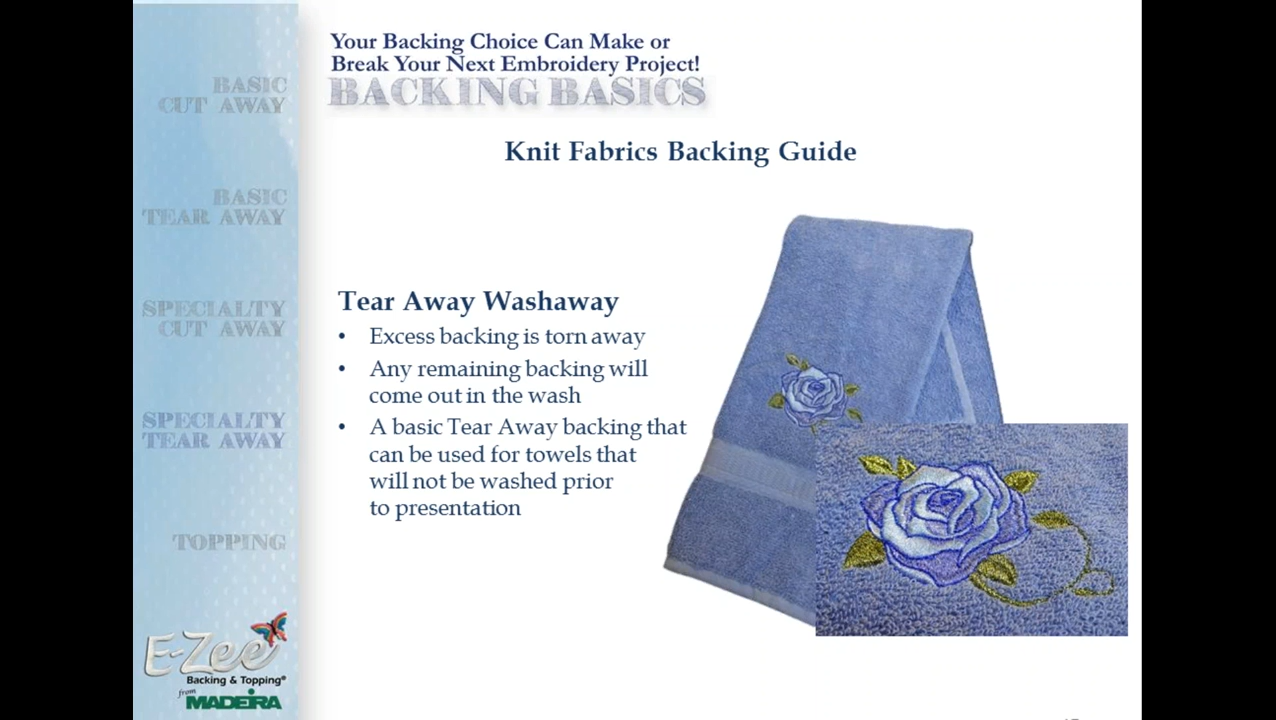 Your Backing Choice Can Make or
Break Your Next Embroidery Project!
BACKING BASICS
Knit Fabrics Backing Guide
BASIC
CUT AWAY
BASIC
TEAR AWAY
SPECIALTY
CUT AWAY
SPECIALTY
TEAR AWAY
TOPPING
Tear Away Washaway
• Excess backing is torn away
• Any remaining backing will
come out in the wash
• A basic Tear Away backing that
can be used for towels that
will not be washed prior
to presentation
E-Zee
Backing & Topping®
from
MADEIRA